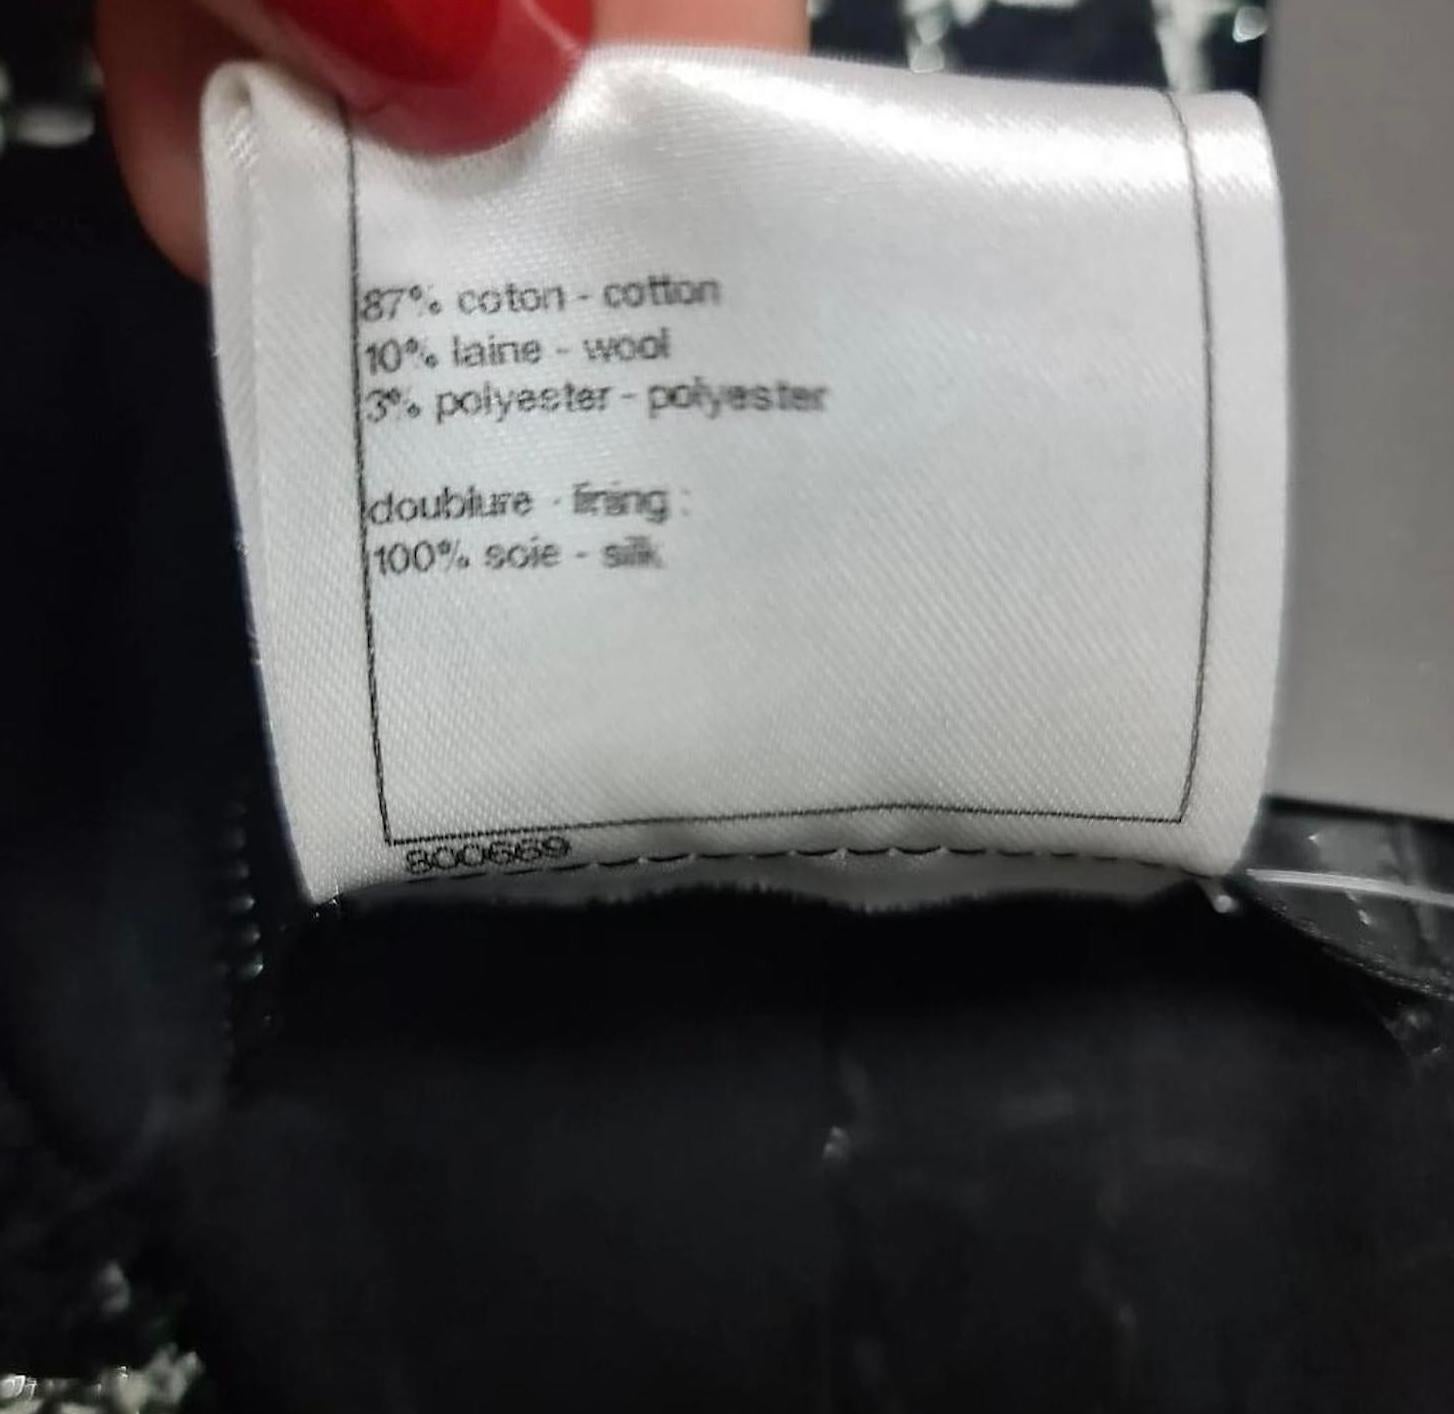 87% coton - cotton
10% laine - wool
3% polyester - polyester
doublure - lining :
100% soie - silk
800669